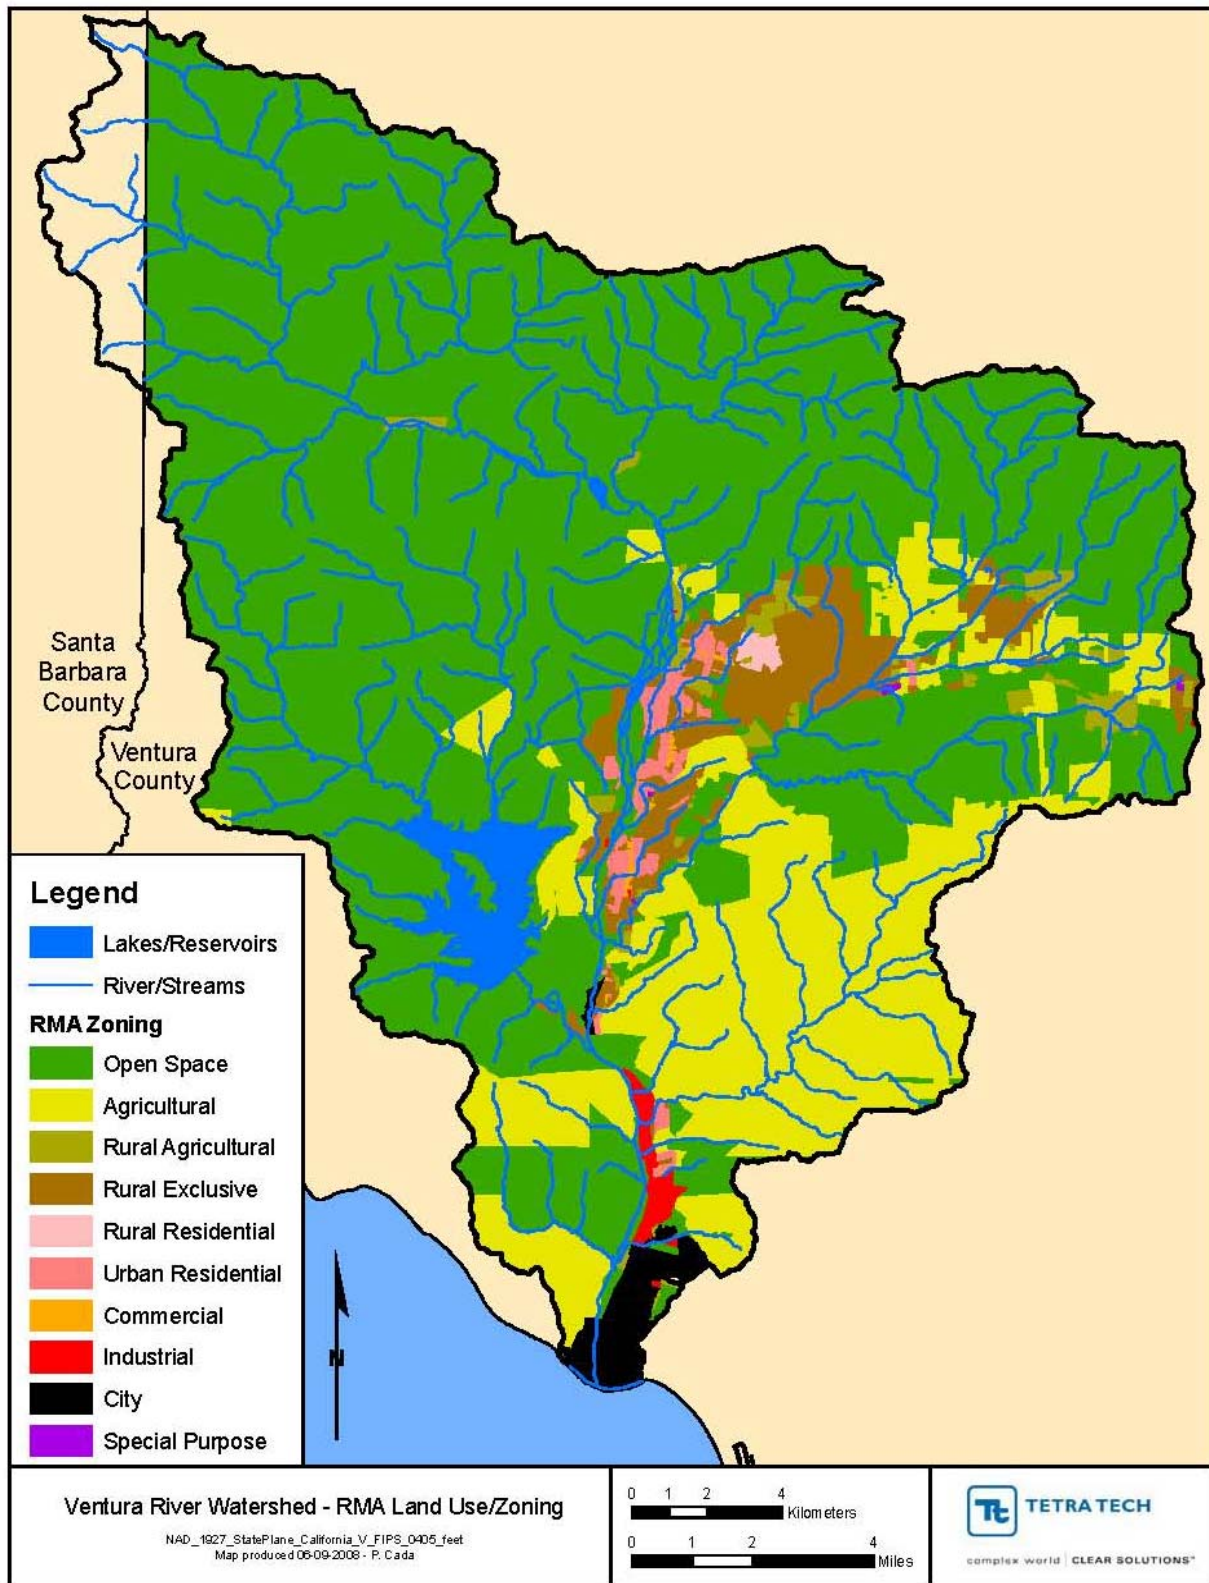 Santa
Barbara
County
Ventura
County
Legend
Lakes/Reservoirs
River/Streams
RMA Zoning
Open Space
Agricultural
Rural Agricultural
Rural Exclusive
Rural Residential
Urban Residential
Commercial
Industrial
City
Special Purpose
N
Ventura River Watershed - RMA Land Use/Zoning
NAD_1927_StatePlane_California_V_FIPS_0405_feet
Map produced 06-09-2008 - P. Cada
0 1 2 4
Kilometers
0 1 2 4
Miles
Tt TETRA TECH
complex world | CLEAR SOLUTIONS™